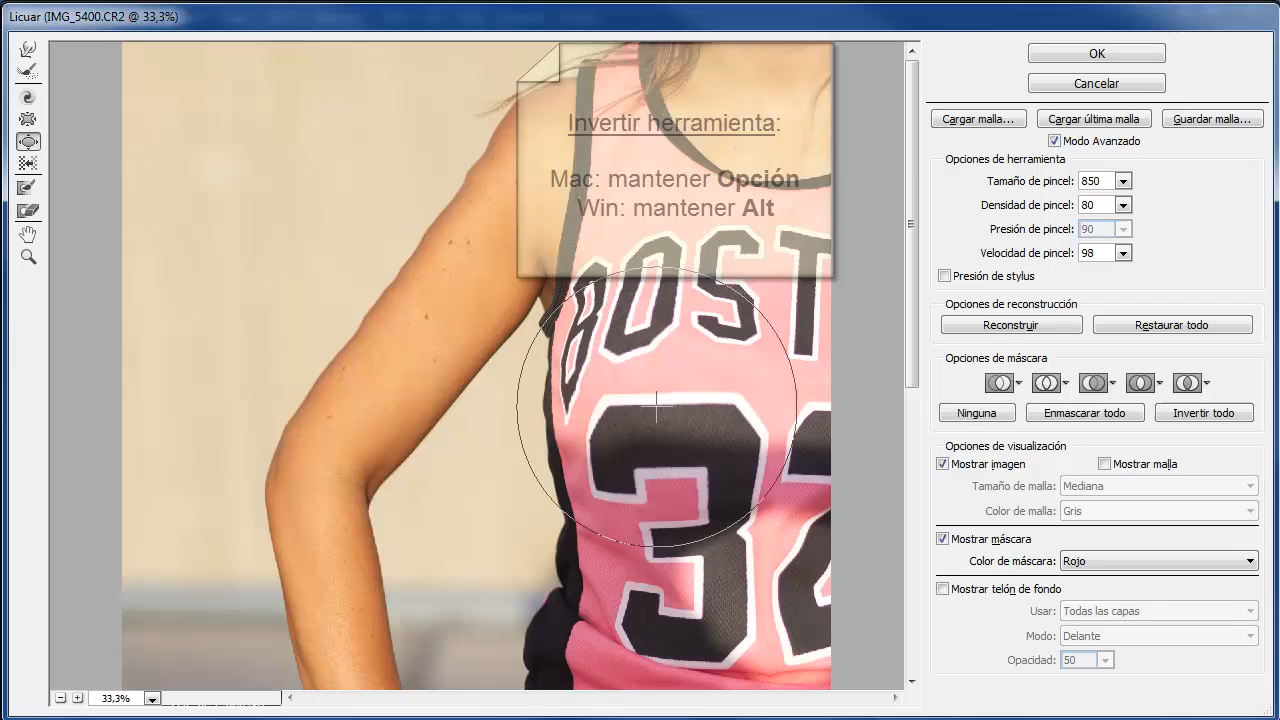 Licuar (IMG_5400.CR2 @ 33,3%)
Invertir herramienta:
Mac: mantener Opción
Win: mantener Alt
BOST
32
33,3%
OK
Cancelar
Cargar malla... Cargar última malla Guardar malla...
Modo Avanzado
Opciones de herramienta
Tamaño de pincel: 850
Densidad de pincel: 80
Presión de pincel: 90
Velocidad de pincel: 98
Presión de stylus
Opciones de reconstrucción
Reconstruir Restaurar todo
Opciones de máscara
Ninguna Enmascarar todo Invertir todo
Opciones de visualización
Mostrar imagen Mostrar malla
Tamaño de malla: Mediana
Color de malla: Gris
Mostrar máscara
Color de máscara: Rojo
Mostrar telón de fondo
Usar: Todas las capas
Modo: Delante
Opacidad: 50